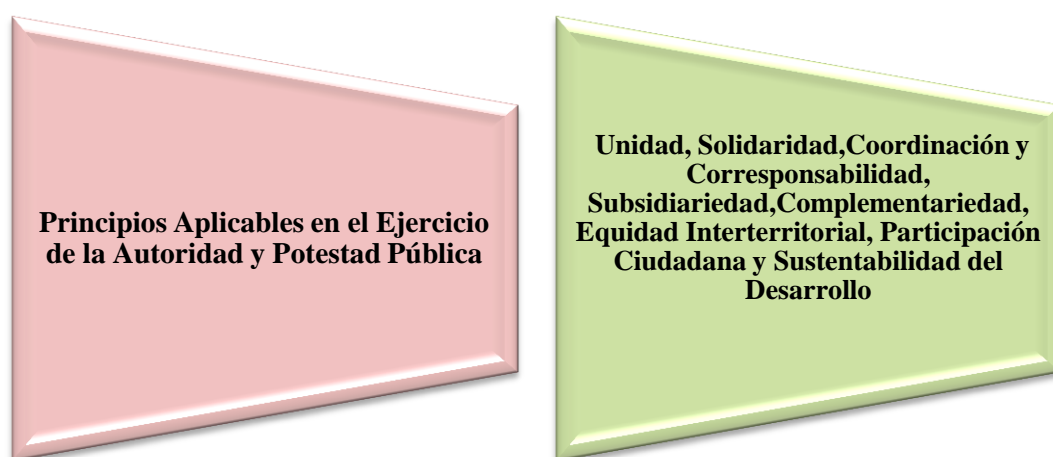 Principios Aplicables en el Ejercicio
de la Autoridad y Potestad Pública
Unidad, Solidaridad,Coordinación y
Corresponsabilidad,
Subsidiariedad,Complementariedad,
Equidad Interterritorial, Participación
Ciudadana y Sustentabilidad del
Desarrollo